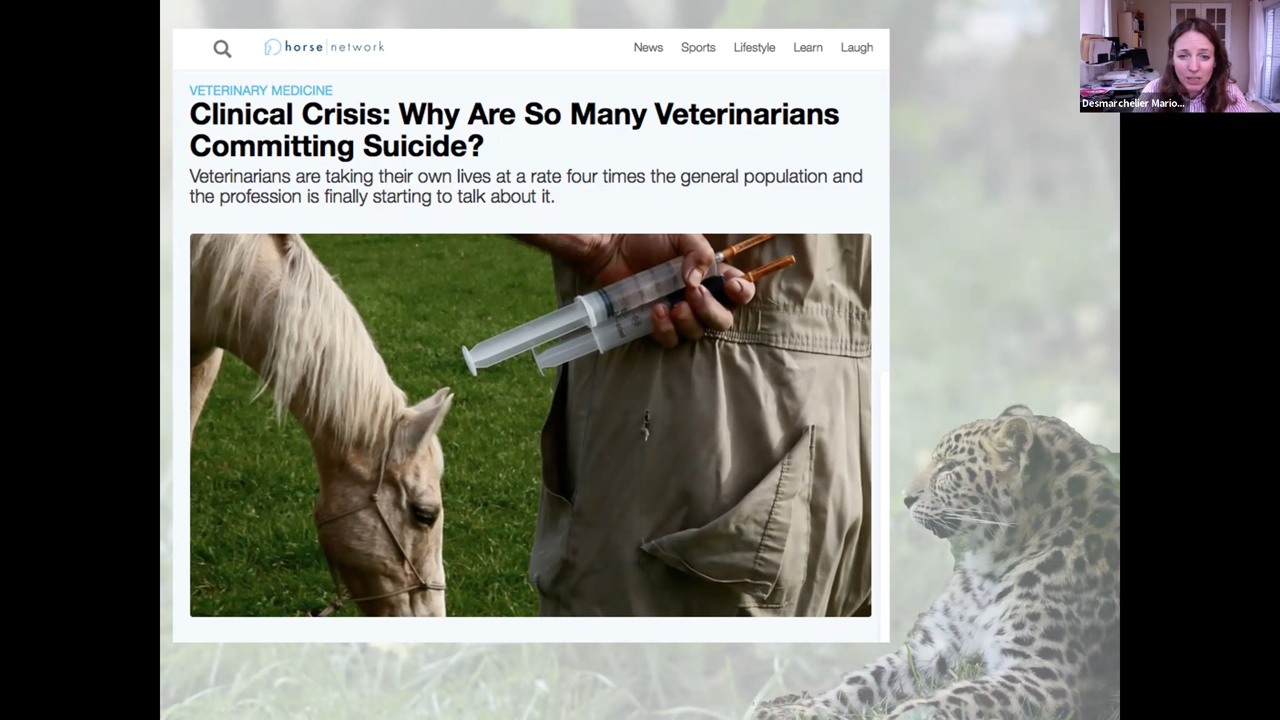 horse network
News Sports Lifestyle Learn Laugh
VETERINARY MEDICINE
Clinical Crisis: Why Are So Many Veterinarians
Committing Suicide?
Veterinarians are taking their own lives at a rate four times the general population and
the profession is finally starting to talk about it.
Desmarchelier Mario...